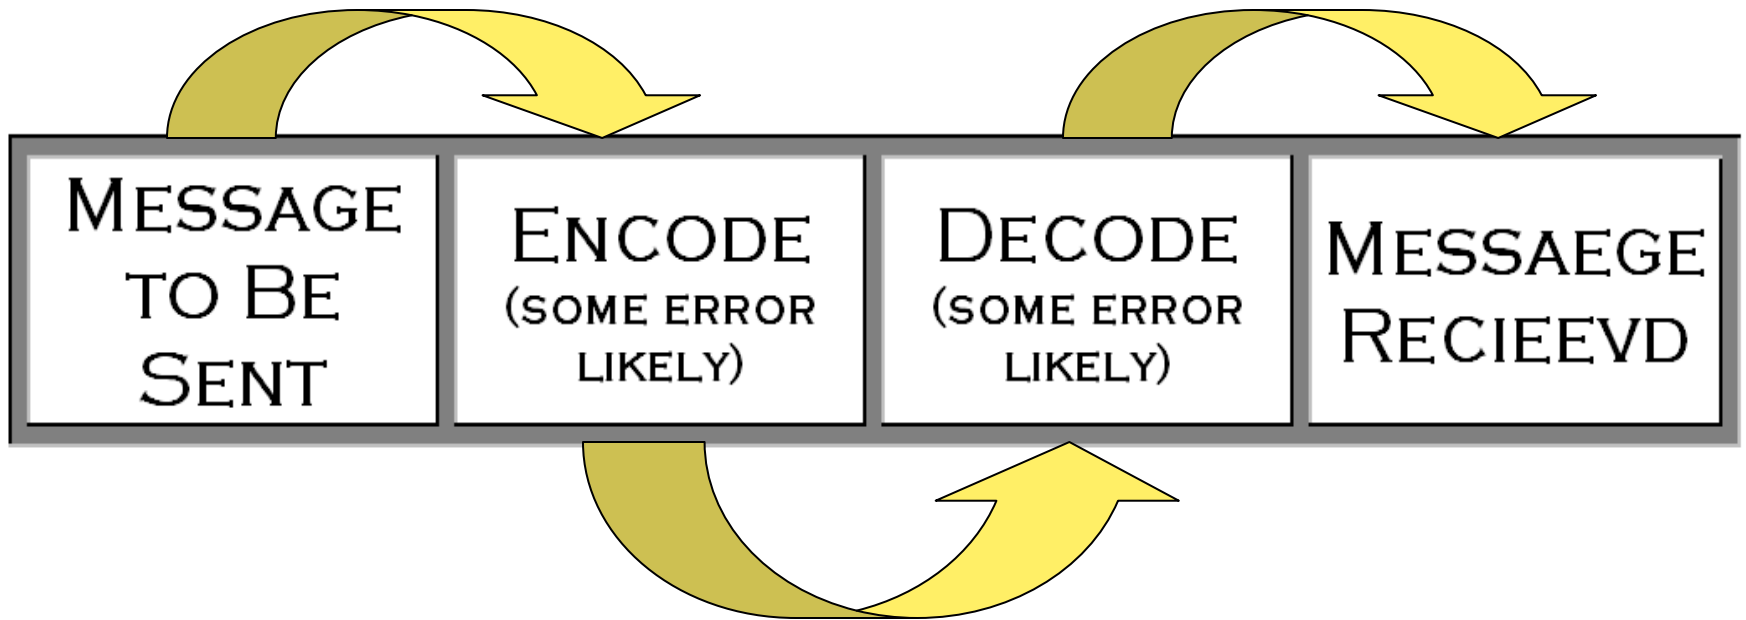 Message
to Be
Sent
Encode
(some error
likely)
Decode
(some error
likely)
Messaege
Recieevd